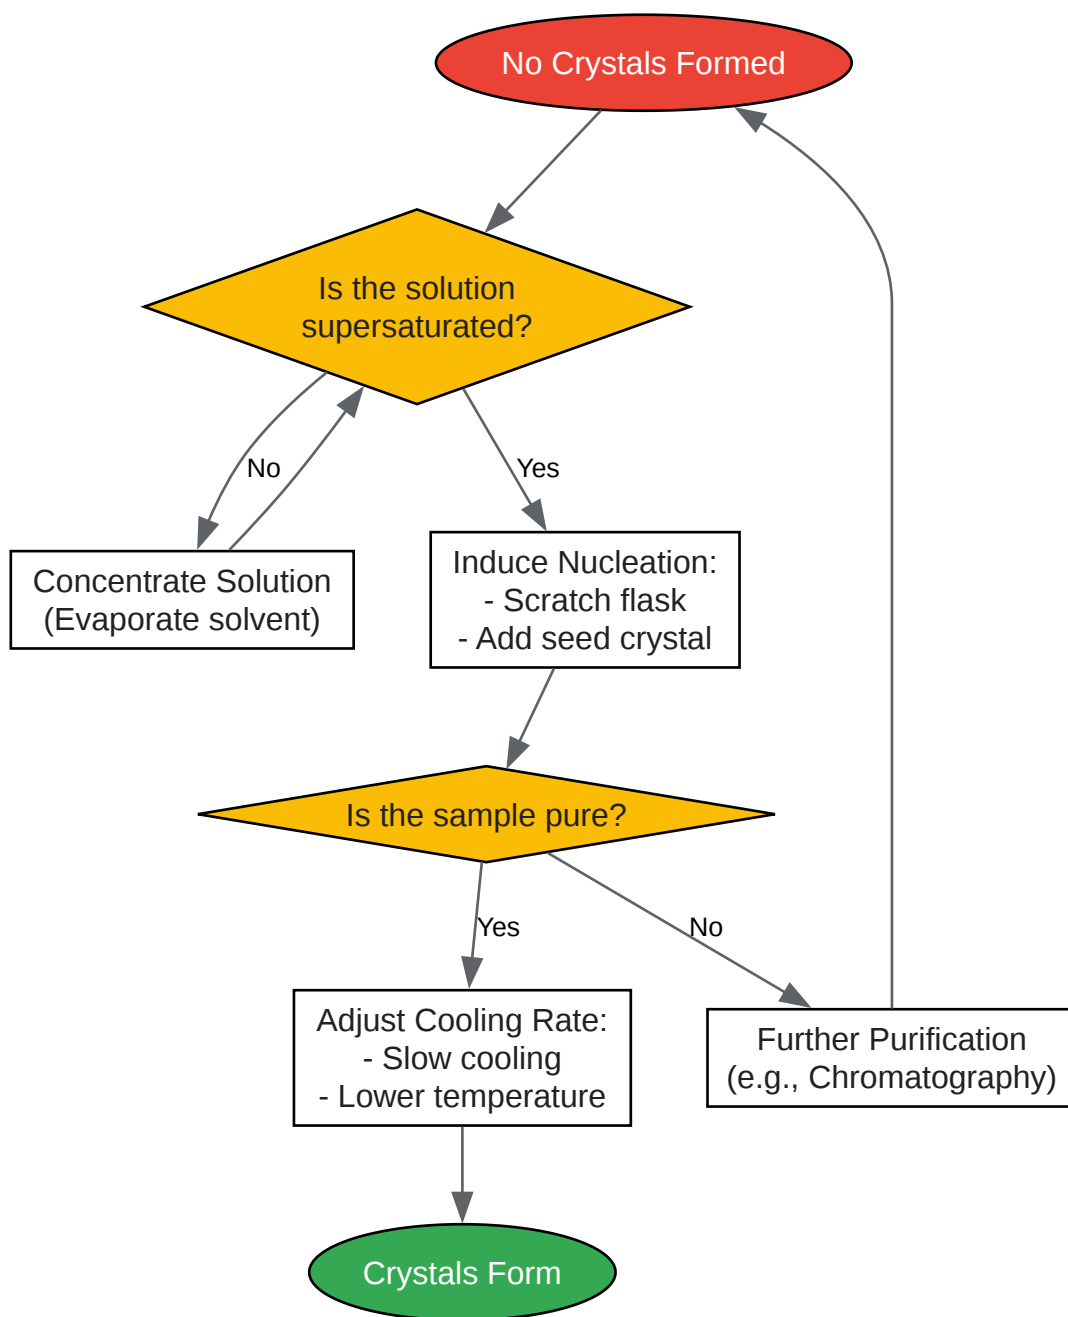 No Crystals Formed
Is the solution
supersaturated?
No
Yes
Concentrate Solution
(Evaporate solvent)
Induce Nucleation:
- Scratch flask
- Add seed crystal
Is the sample pure?
Yes
No
Adjust Cooling Rate:
- Slow cooling
- Lower temperature
Further Purification
(e.g., Chromatography)
Crystals Form